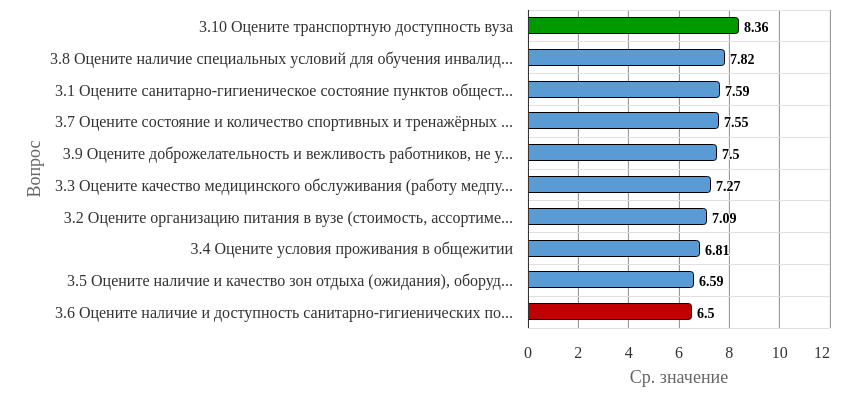 3.10 Оцените транспортную доступность вуза 8.36
3.8 Оцените наличие специальных условий для обучения инвалид... 7.82
3.1 Оцените санитарно-гигиеническое состояние пунктов общест... 7.59
3.7 Оцените состояние и количество спортивных и тренажёрных ... 7.55
3.9 Оцените доброжелательность и вежливость работников, не у... 7.5
3.3 Оцените качество медицинского обслуживания (работу медпу... 7.27
3.2 Оцените организацию питания в вузе (стоимость, ассортиме... 7.09
3.4 Оцените условия проживания в общежитии 6.81
3.5 Оцените наличие и качество зон отдыха (ожидания), оборуд... 6.59
3.6 Оцените наличие и доступность санитарно-гигиенических по... 6.5
Вопрос
0 2 4 6 8 10 12
Ср. значение